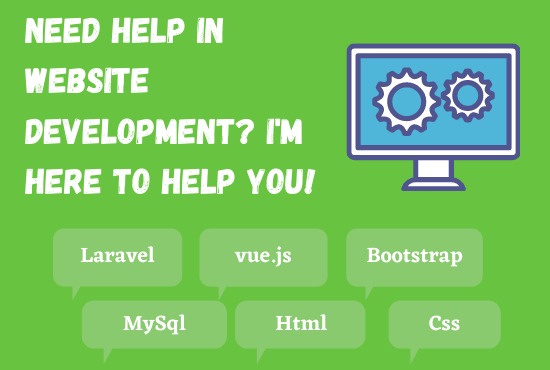 NEED HELP IN
WEBSITE
DEVELOPMENT? I'M
HERE TO HELP YOU!
Laravel
vue.js
Bootstrap
MySql
Html
Css